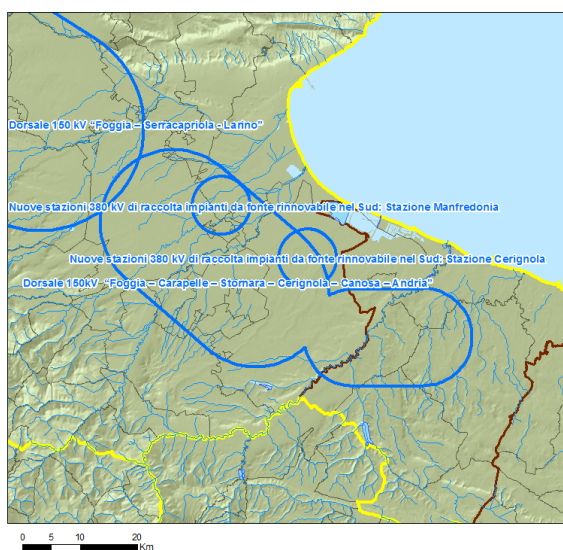 Dorsale 150 kV “Foggia – Serracapriola - Larino”
Nuove stazioni 380 kV di raccolta impianti da fonte rinnovabile nel Sud: Stazione Manfredonia
Nuove stazioni 380 kV di raccolta impianti da fonte rinnovabile nel Sud: Stazione Cerignola
Dorsale 150kV “Foggia – Carapelle – Stornara – Cerignola – Canosa – Andria”
0 5 10 20
Km